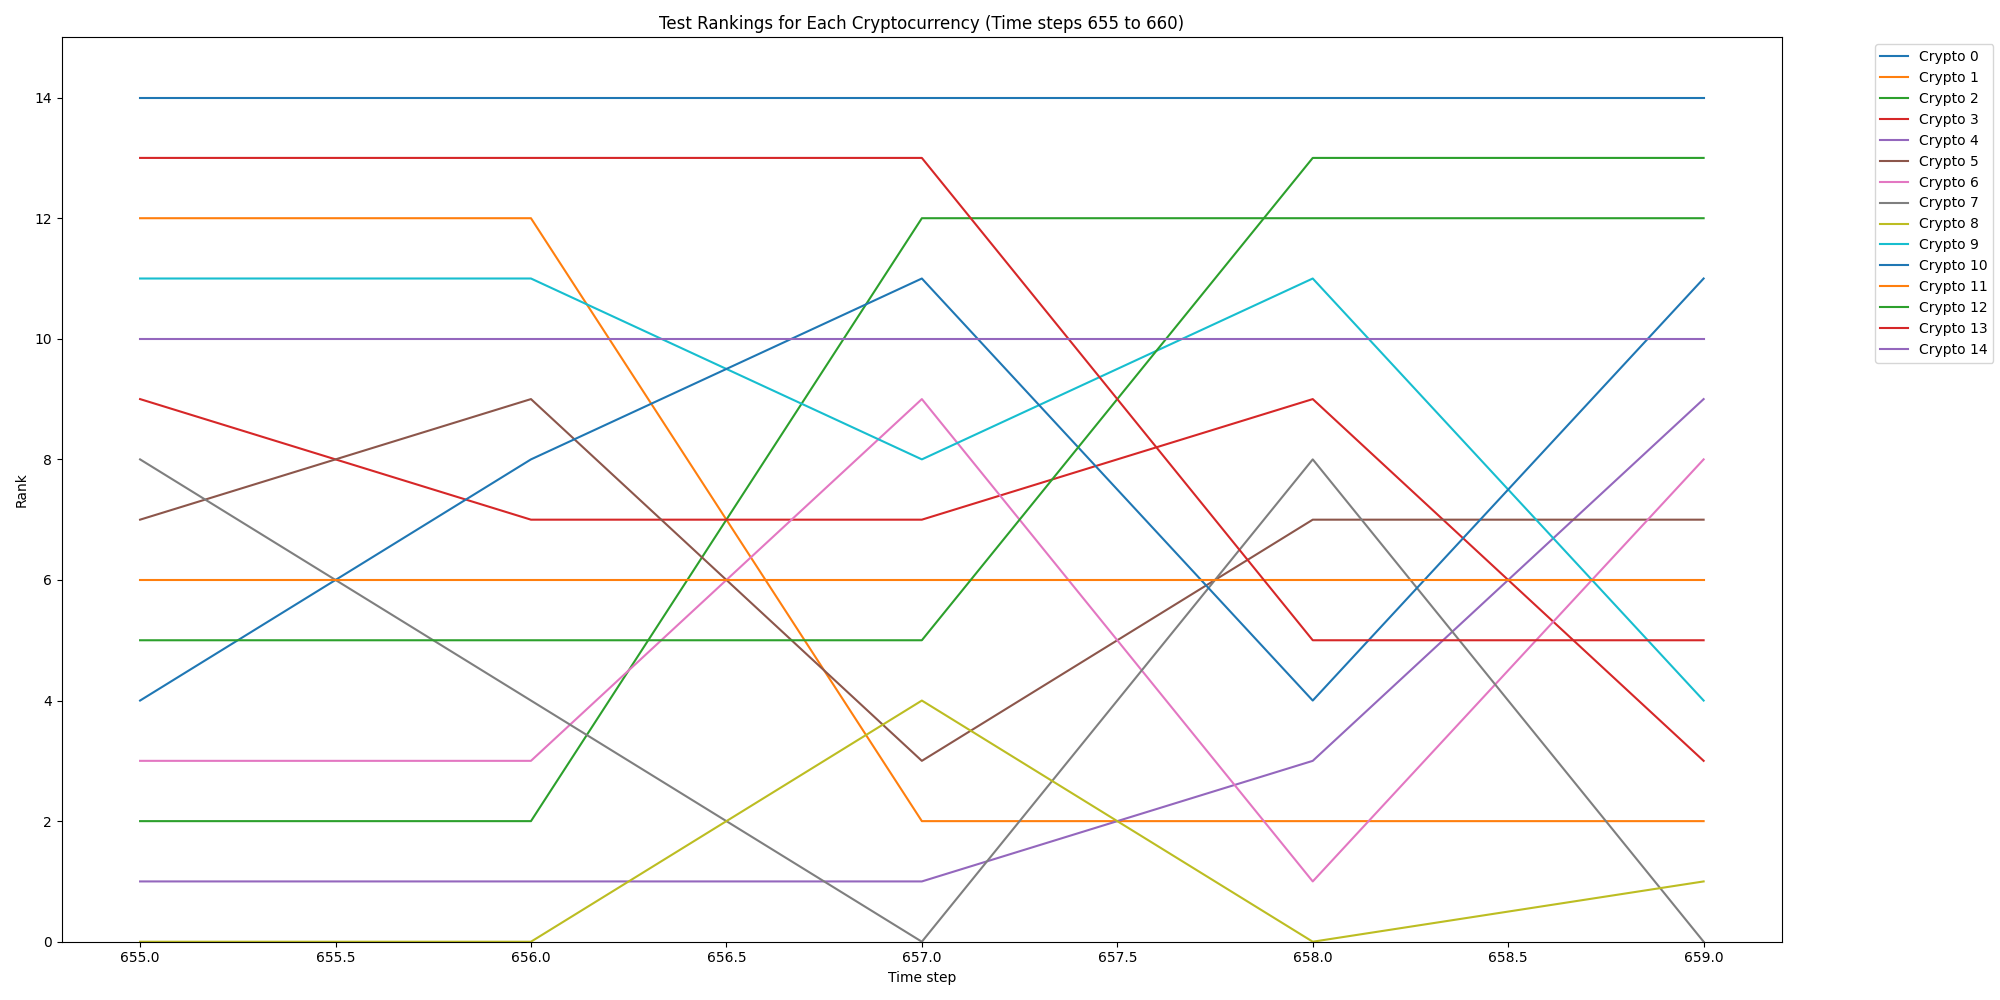 Test Rankings for Each Cryptocurrency (Time steps 655 to 660)
Rank
14
12
10
8
6
4
2
0
655.0 655.5 656.0 656.5 657.0 657.5 658.0 658.5 659.0
Time step
Crypto 0
Crypto 1
Crypto 2
Crypto 3
Crypto 4
Crypto 5
Crypto 6
Crypto 7
Crypto 8
Crypto 9
Crypto 10
Crypto 11
Crypto 12
Crypto 13
Crypto 14